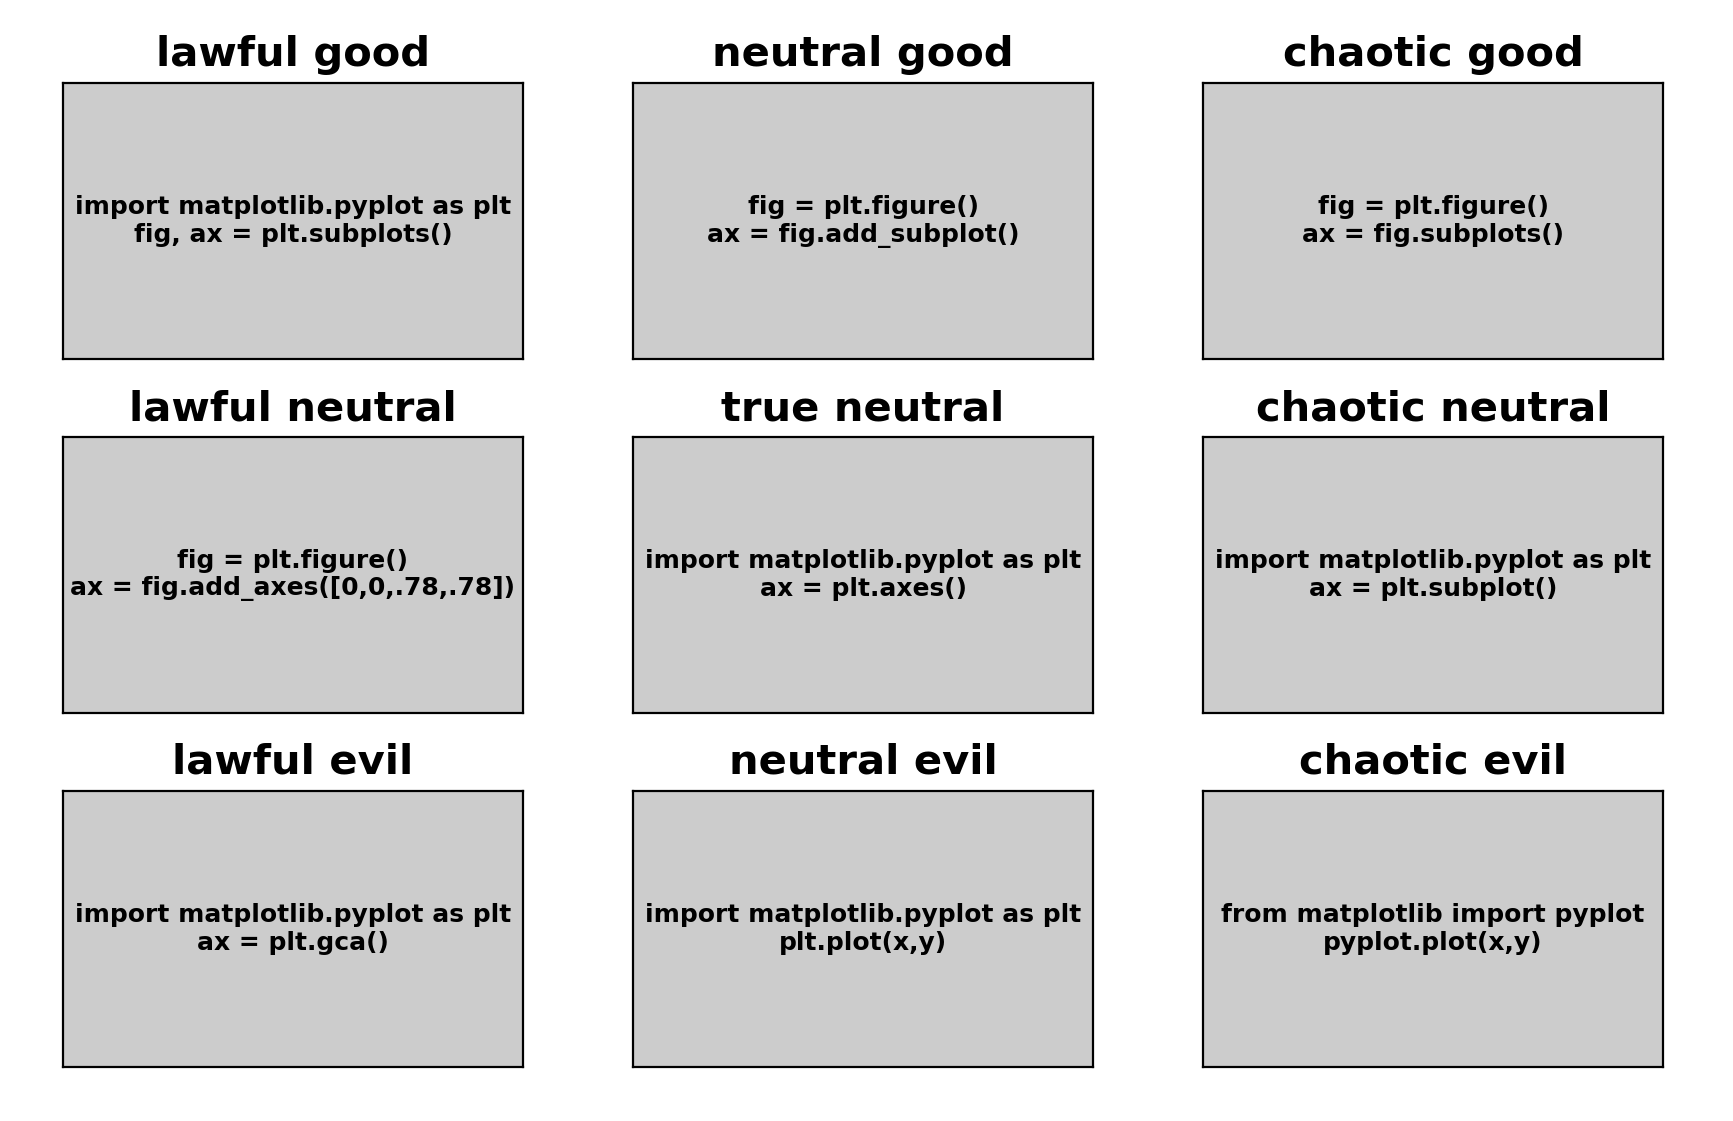 lawful good
import matplotlib.pyplot as plt
fig, ax = plt.subplots()
neutral good
fig = plt.figure()
ax = fig.add_subplot()
chaotic good
fig = plt.figure()
ax = fig.subplots()
lawful neutral
fig = plt.figure()
ax = fig.add_axes([0,0,.78,.78])
true neutral
import matplotlib.pyplot as plt
ax = plt.axes()
chaotic neutral
import matplotlib.pyplot as plt
ax = plt.subplot()
lawful evil
import matplotlib.pyplot as plt
ax = plt.gca()
neutral evil
import matplotlib.pyplot as plt
plt.plot(x,y)
chaotic evil
from matplotlib import pyplot
pyplot.plot(x,y)